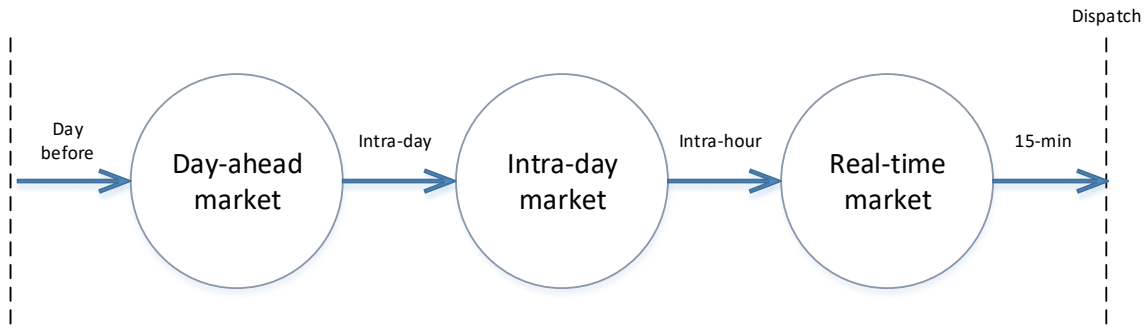 Dispatch
Day
before
Day-ahead
market
Intra-day
Intra-day
market
Intra-hour
Real-time
market
15-min